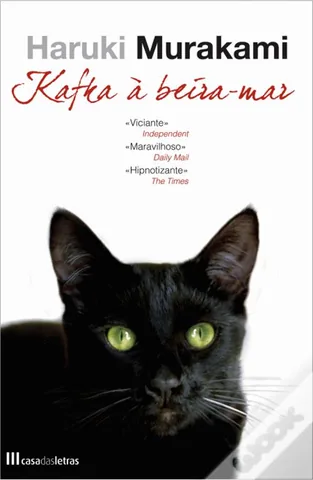 Haruki Murakami
Kafka à beira-mar
«Viciante»
Independent
«Maravilhoso»
Daily Mail
«Hipnotizante»
The Times
casadasletras